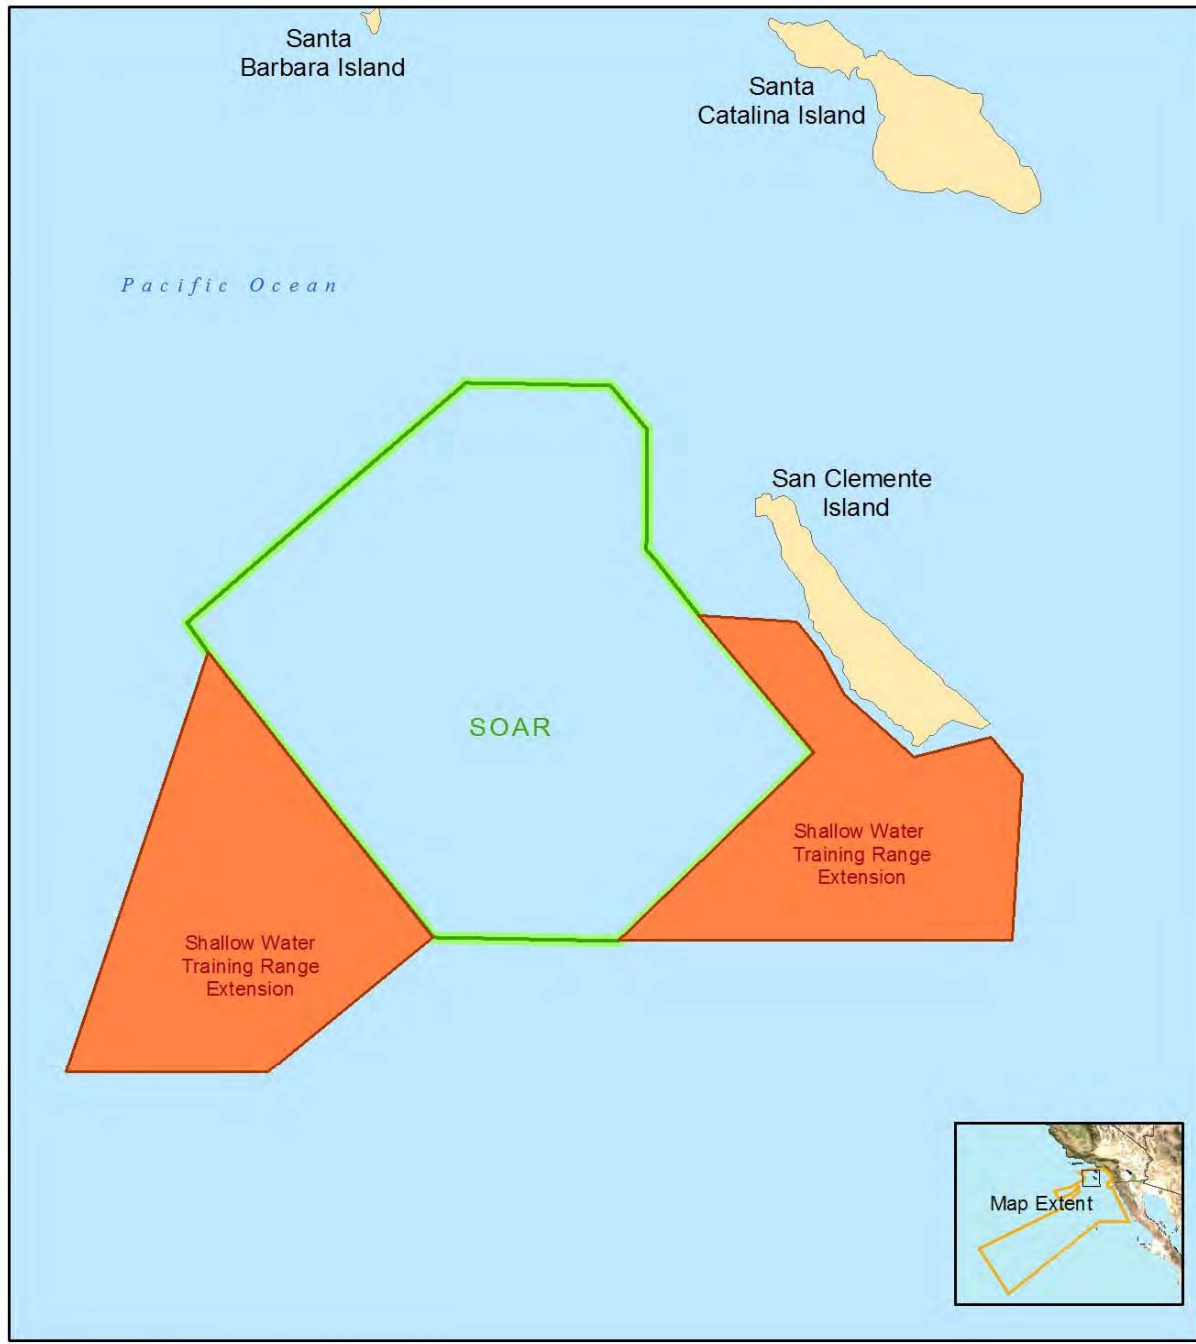 Santa
Barbara Island
Santa
Catalina Island
Pacific Ocean
San Clemente
Island
SOAR
Shallow Water
Training Range
Extension
Shallow Water
Training Range
Extension
Map Extent